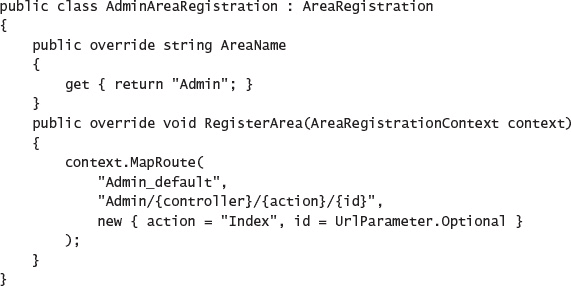 public class AdminAreaRegistration : AreaRegistration
{
    public override string AreaName
    {
        get { return "Admin"; }
    }
    public override void RegisterArea(AreaRegistrationContext context)
    {
        context.MapRoute(
            "Admin_default",
            "Admin/{controller}/{action}/{id}",
            new { action = "Index", id = UrlParameter.Optional }
        );
    }
}